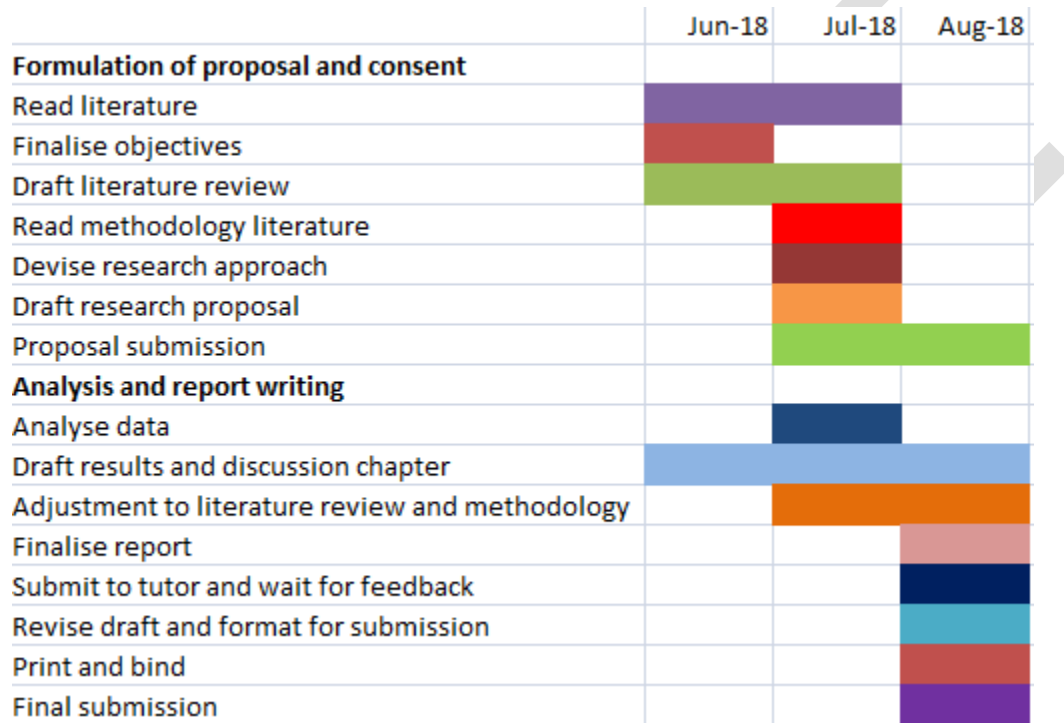 Jun-18 Jul-18 Aug-18
Formulation of proposal and consent
Read literature
Finalise objectives
Draft literature review
Read methodology literature
Devise research approach
Draft research proposal
Proposal submission
Analysis and report writing
Analyse data
Draft results and discussion chapter
Adjustment to literature review and methodology
Finalise report
Submit to tutor and wait for feedback
Revise draft and format for submission
Print and bind
Final submission